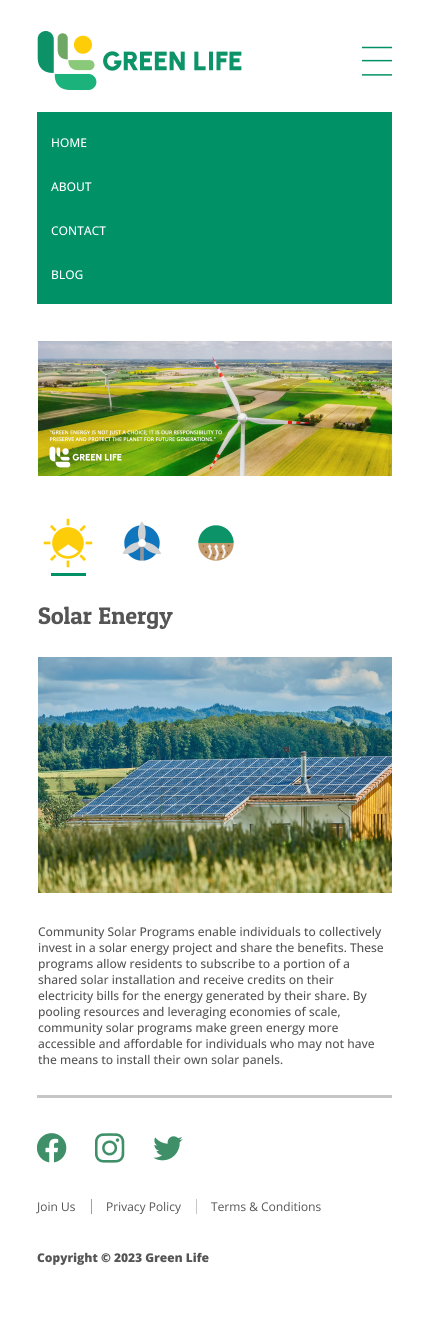 GREEN LIFE
HOME
ABOUT
CONTACT
BLOG
"GREEN ENERGY IS NOT JUST A CHOICE; IT IS OUR RESPONSIBILITY TO
PRESERVE AND PROTECT THE PLANET FOR FUTURE GENERATIONS."
GREEN LIFE
Solar Energy
Community Solar Programs enable individuals to collectively
invest in a solar energy project and share the benefits. These
programs allow residents to subscribe to a portion of a
shared solar installation and receive credits on their
electricity bills for the energy generated by their share. By
pooling resources and leveraging economies of scale,
community solar programs make green energy more
accessible and affordable for individuals who may not have
the means to install their own solar panels.
Join Us
Privacy Policy
Terms & Conditions
Copyright © 2023 Green Life